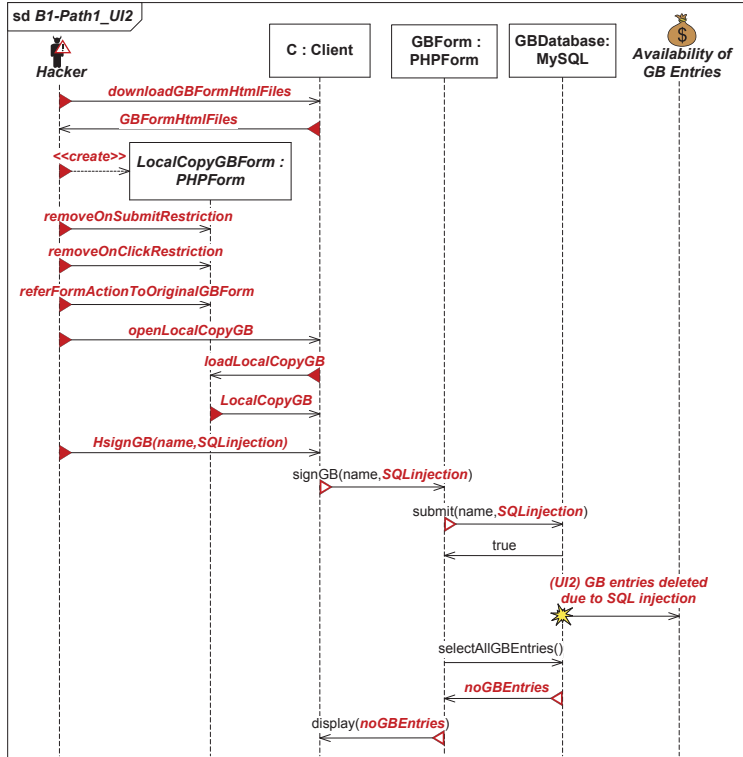 sd B1-Path1_UI2
Hacker
C : Client
GBForm :
PHPForm
GBDatabase:
MySQL
$
Availability of
GB Entries
downloadGBFormHtmlFiles
GBFormHtmlFiles
<<create>>
LocalCopyGBForm :
PHPForm
removeOnSubmitRestriction
removeOnClickRestriction
referFormActionToOriginalGBForm
openLocalCopyGB
loadLocalCopyGB
LocalCopyGB
HsignGB(name,SQLinjection)
signGB(name,SQLinjection)
submit(name,SQLinjection)
true
(UI2) GB entries deleted
due to SQL injection
selectAllGBEntries()
noGBEntries
display(noGBEntries)